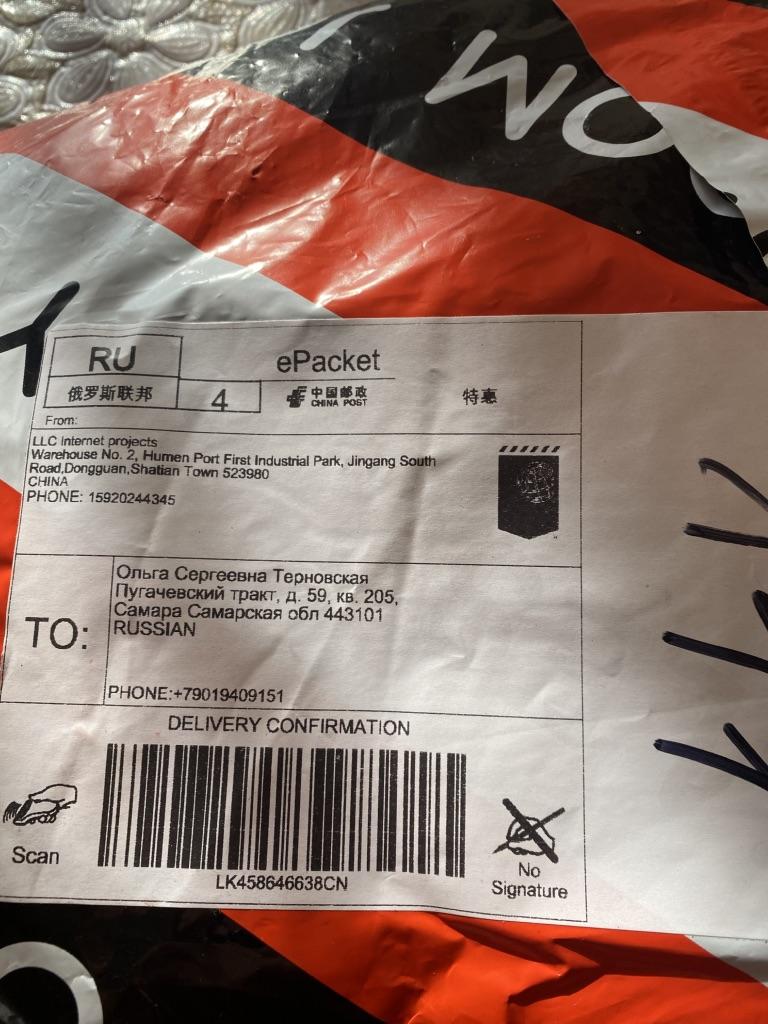 WO
RU
ePacket
俄罗斯联邦
4
中国邮政
CHINA POST
特惠
From:
LLC Internet projects
Warehouse No. 2, Humen Port First Industrial Park, Jingang South
Road,Dongguan,Shatian Town 523980
CHINA
PHONE: 15920244345
TO:
Ольга Сергеевна Терновская
Пугачевский тракт, д. 59, кв. 205,
Самара Самарская обл 443101
RUSSIAN
PHONE:+79019409151
DELIVERY CONFIRMATION
Scan
No
Signature
LK458646638CN